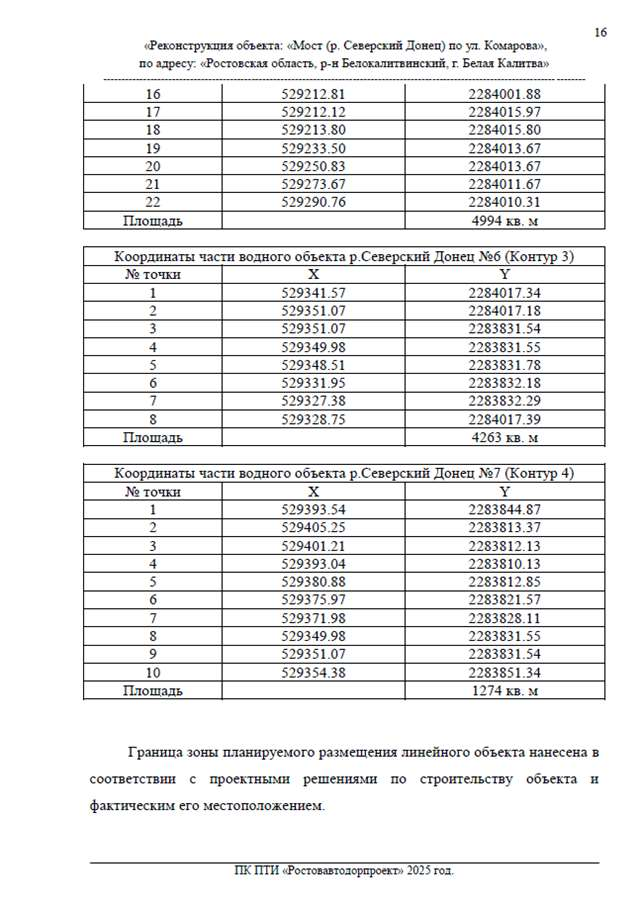 16
«Реконструкция объекта: «Мост (р. Северский Донец) по ул. Комарова»,
по адресу: «Ростовская область, р-н Белокалитвинский, г. Белая Калитва»
16 529212.81 2284001.88
17 529212.12 2284015.97
18 529213.80 2284015.80
19 529233.50 2284013.67
20 529250.83 2284013.67
21 529273.67 2284011.67
22 529290.76 2284010.31
Площадь 4994 кв. м
Координаты части водного объекта р.Северский Донец №6 (Контур 3)
№ точки X Y
1 529341.57 2284017.34
2 529351.07 2284017.18
3 529351.07 2283831.54
4 529349.98 2283831.55
5 529348.51 2283831.78
6 529331.95 2283832.18
7 529327.38 2283832.29
8 529328.75 2284017.39
Площадь 4263 кв. м
Координаты части водного объекта р.Северский Донец №7 (Контур 4)
№ точки X Y
1 529393.54 2283844.87
2 529405.25 2283813.37
3 529401.21 2283812.13
4 529393.04 2283810.13
5 529380.88 2283812.85
6 529375.97 2283821.57
7 529371.98 2283828.11
8 529349.98 2283831.55
9 529351.07 2283831.54
10 529354.38 2283851.34
Площадь 1274 кв. м
Граница зоны планируемого размещения линейного объекта нанесена в
соответствии с проектными решениями по строительству объекта и
фактическим его местоположением.
ПК ПТИ «Ростовавтодорпроект» 2025 год.